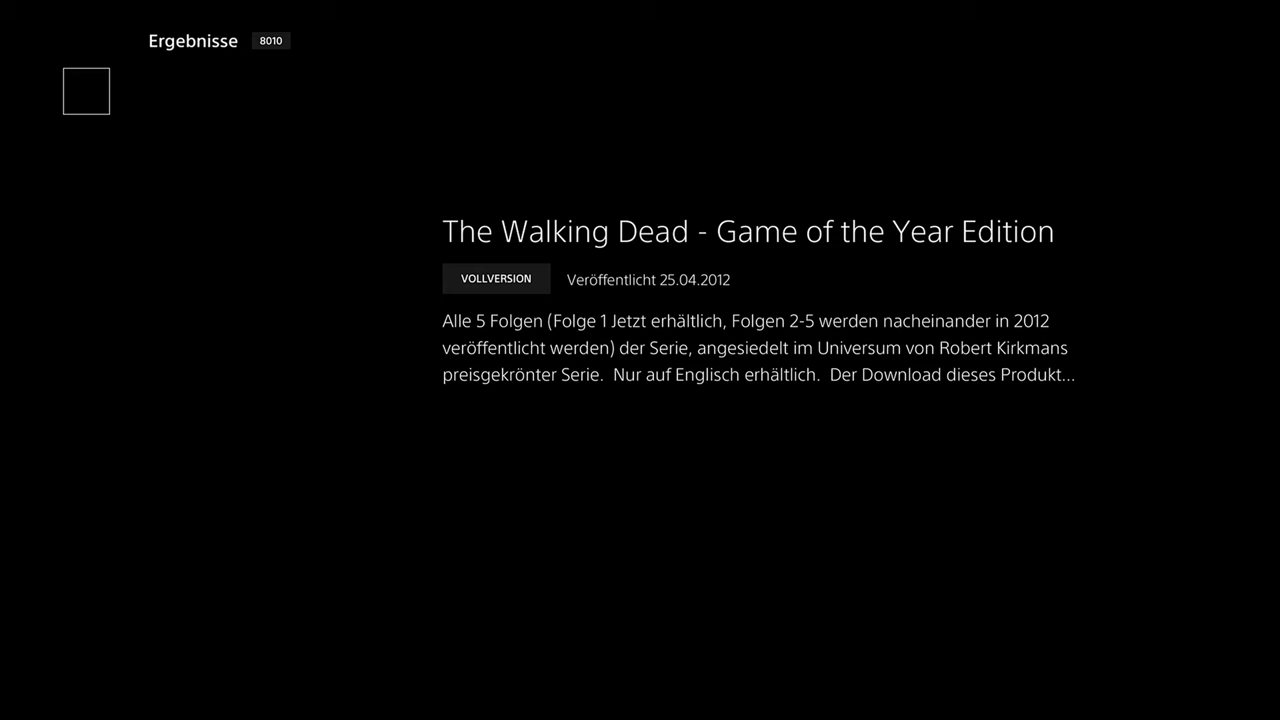 Ergebnisse 8010
The Walking Dead - Game of the Year Edition
VOLLVERSION Veröffentlicht 25.04.2012
Alle 5 Folgen (Folge 1 Jetzt erhältlich, Folgen 2-5 werden nacheinander in 2012
veröffentlicht werden) der Serie, angesiedelt im Universum von Robert Kirkmans
preisgekrönter Serie.  Nur auf Englisch erhältlich.  Der Download dieses Produkt...